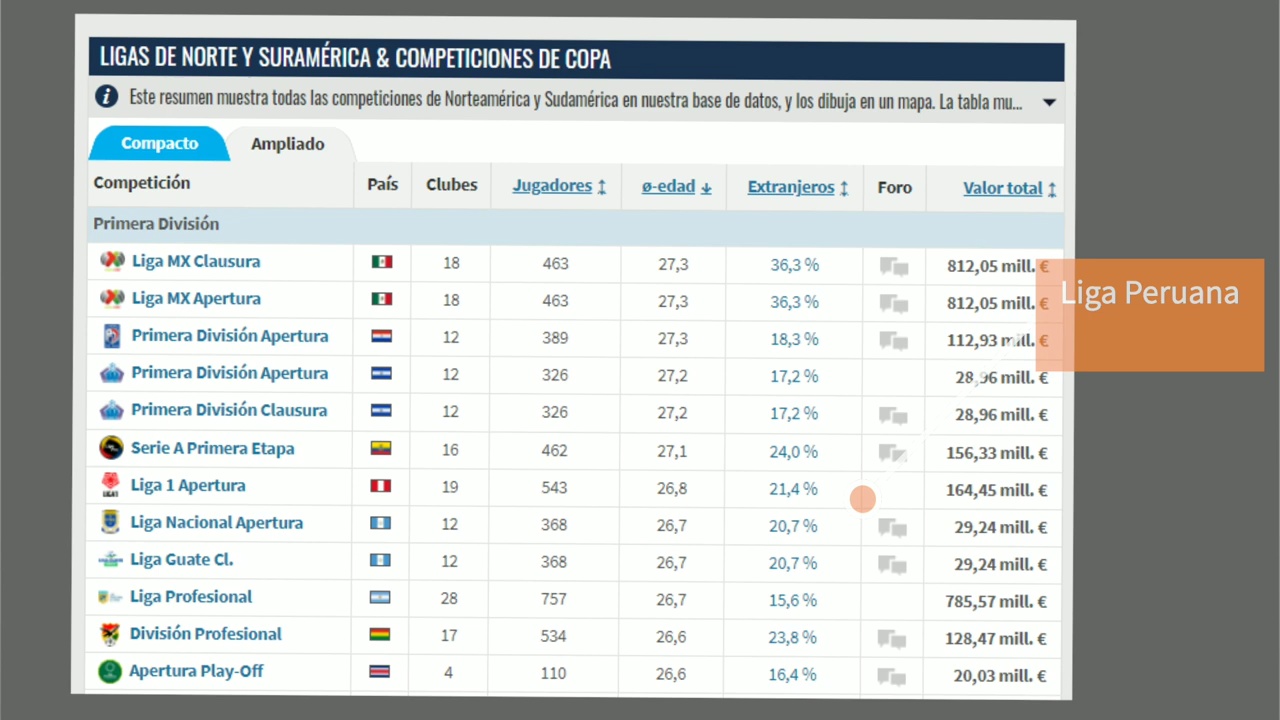 LIGAS DE NORTE Y SURAMÉRICA & COMPETICIONES DE COPA
Este resumen muestra todas las competiciones de Norteamérica y Sudamérica en nuestra base de datos, y los dibuja en un mapa. La tabla mu...
Compacto Ampliado
Competición País Clubes Jugadores ø-edad Extranjeros Foro Valor total
Primera División
Liga MX Clausura 18 463 27,3 36,3 % 812,05 mill. €
Liga MX Apertura 18 463 27,3 36,3 % 812,05 mill. €
Liga Peruana
Primera División Apertura 12 389 27,3 18,3 % 112,93 mill. €
Primera División Apertura 12 326 27,2 17,2 % 28,96 mill. €
Primera División Clausura 12 326 27,2 17,2 % 28,96 mill. €
Serie A Primera Etapa 16 462 27,1 24,0 % 156,33 mill. €
Liga 1 Apertura 19 543 26,8 21,4 % 164,45 mill. €
Liga Nacional Apertura 12 368 26,7 20,7 % 29,24 mill. €
Liga Guate Cl. 12 368 26,7 20,7 % 29,24 mill. €
Liga Profesional 28 757 26,7 15,6 % 785,57 mill. €
División Profesional 17 534 26,6 23,8 % 128,47 mill. €
Apertura Play-Off 4 110 26,6 16,4 % 20,03 mill. €